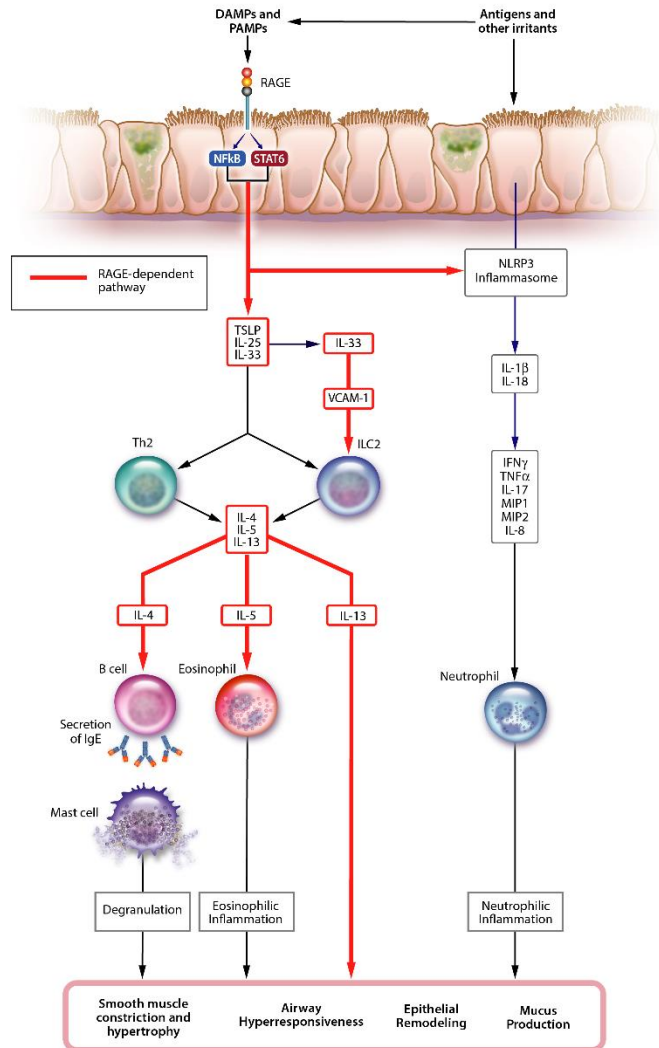 DAMPs and
PAMPs
Antigens and
other irritants
RAGE
NFkB
STAT6
RAGE-dependent
pathway
NLRP3
Inflammasome
TSLP
IL-25
IL-33
IL-33
VCAM-1
IL-1β
IL-18
Th2
ILC2
IFNγ
TNFα
IL-17
MIP1
MIP2
IL-8
IL-4
IL-5
IL-13
IL-4
IL-5
IL-13
B cell
Eosinophil
Neutrophil
Secretion
of IgE
Mast cell
Degranulation
Eosinophilic
Inflammation
Neutrophilic
Inflammation
Smooth muscle
constriction and
hypertrophy
Airway
Hyperresponsiveness
Epithelial
Remodeling
Mucus
Production